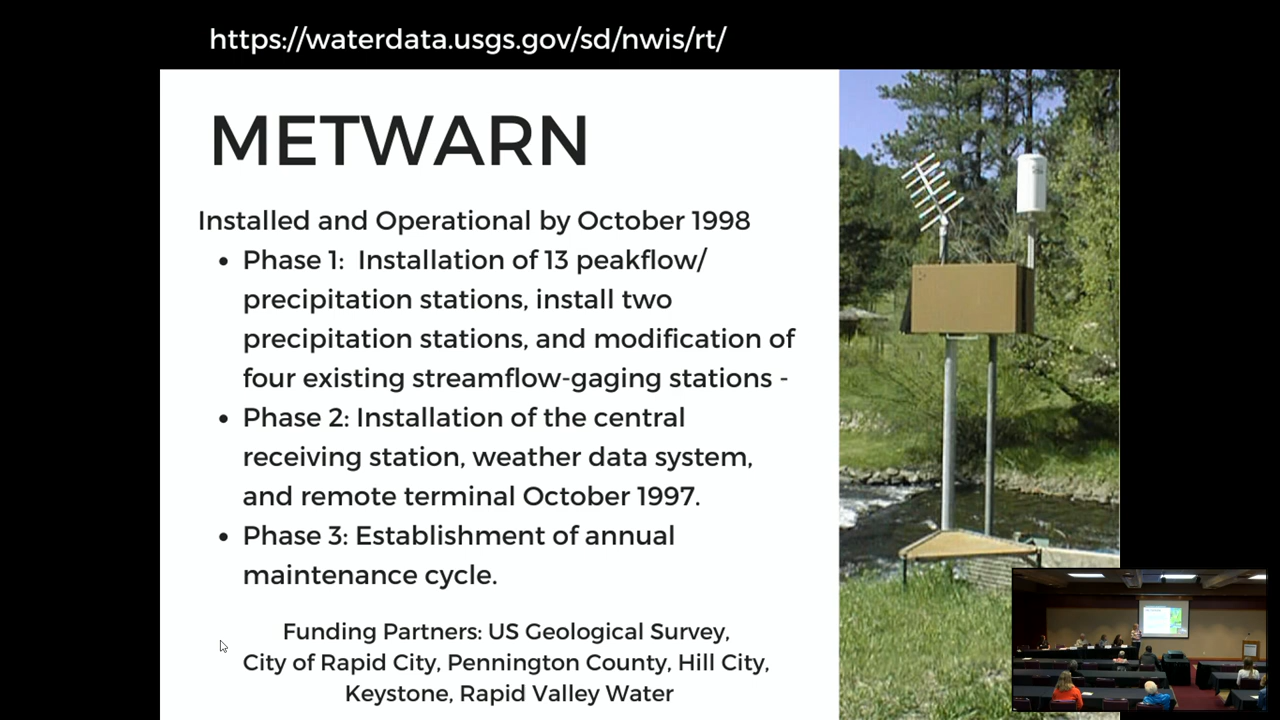 https://waterdata.usgs.gov/sd/nwis/rt/
METWARN
Installed and Operational by October 1998
• Phase 1:  Installation of 13 peakflow/
precipitation stations, install two
precipitation stations, and modification of
four existing streamflow-gaging stations -
• Phase 2: Installation of the central
receiving station, weather data system,
and remote terminal October 1997.
• Phase 3: Establishment of annual
maintenance cycle.
Funding Partners: US Geological Survey,
City of Rapid City, Pennington County, Hill City,
Keystone, Rapid Valley Water